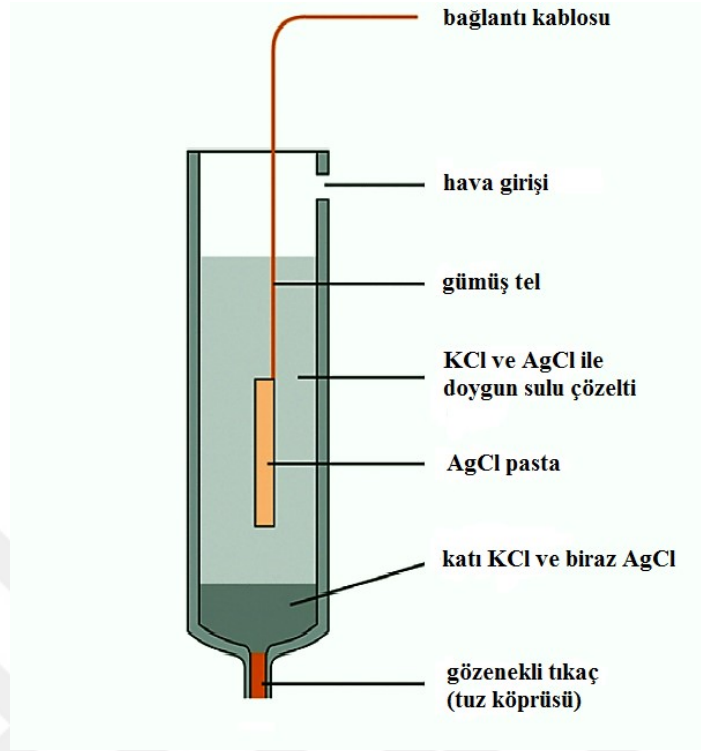 bağlantı kablosu
hava girişi
gümüş tel
KCl ve AgCl ile
doygun sulu çözelti
AgCl pasta
katı KCl ve biraz AgCl
gözenekli tıkaç
(tuz köprüsü)